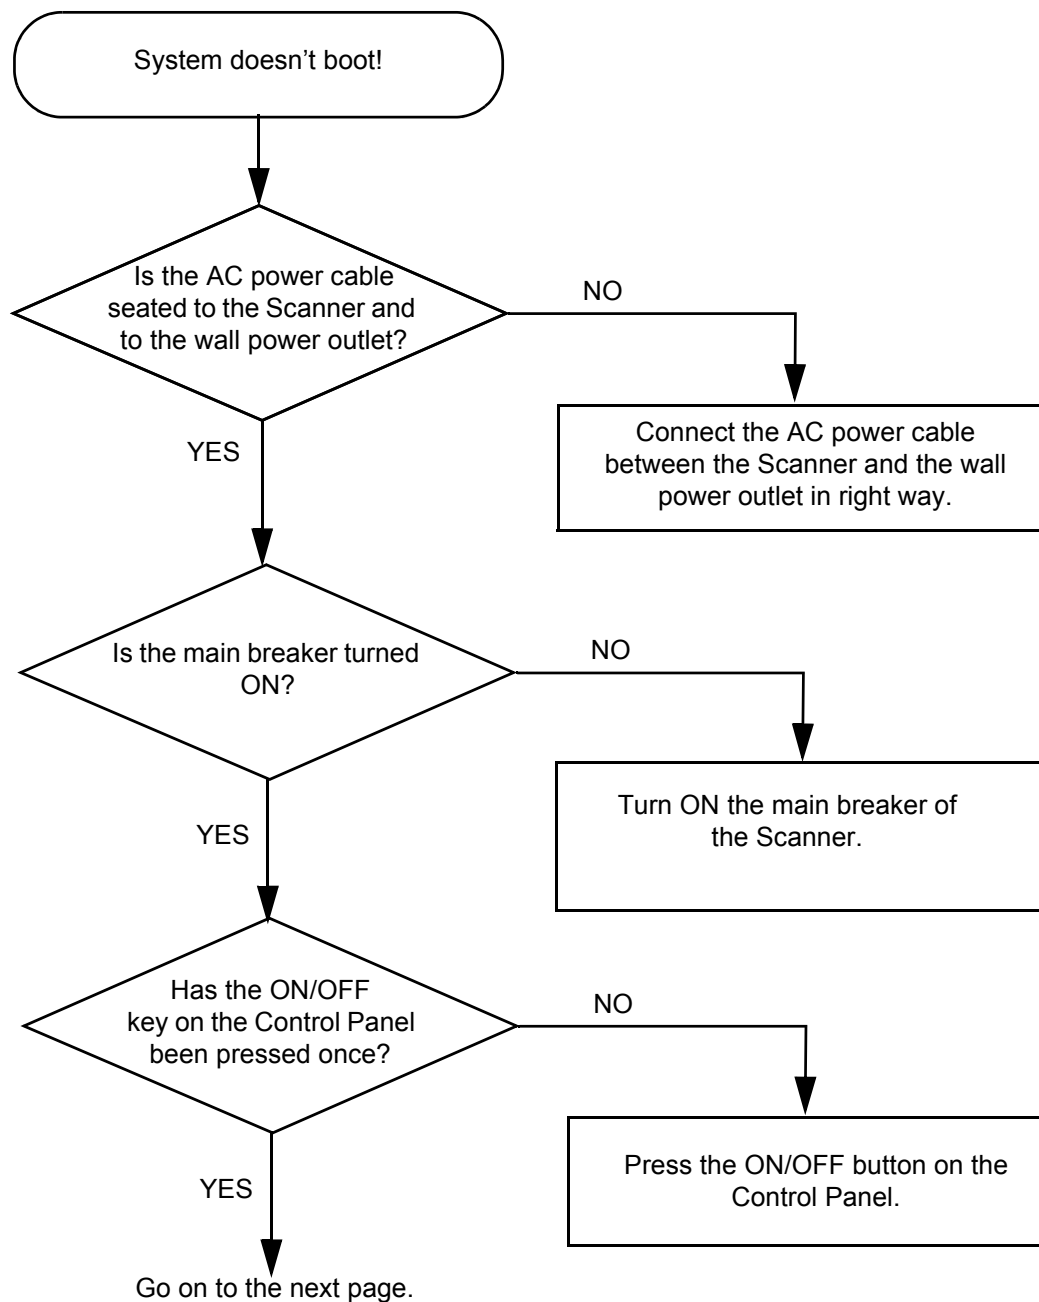 System doesn't boot!
Is the AC power cable
seated to the Scanner and
to the wall power outlet?
NO
Connect the AC power cable
between the Scanner and the wall
power outlet in right way.
YES
Is the main breaker turned
ON?
NO
Turn ON the main breaker of
the Scanner.
YES
Has the ON/OFF
key on the Control Panel
been pressed once?
NO
Press the ON/OFF button on the
Control Panel.
YES
Go on to the next page.